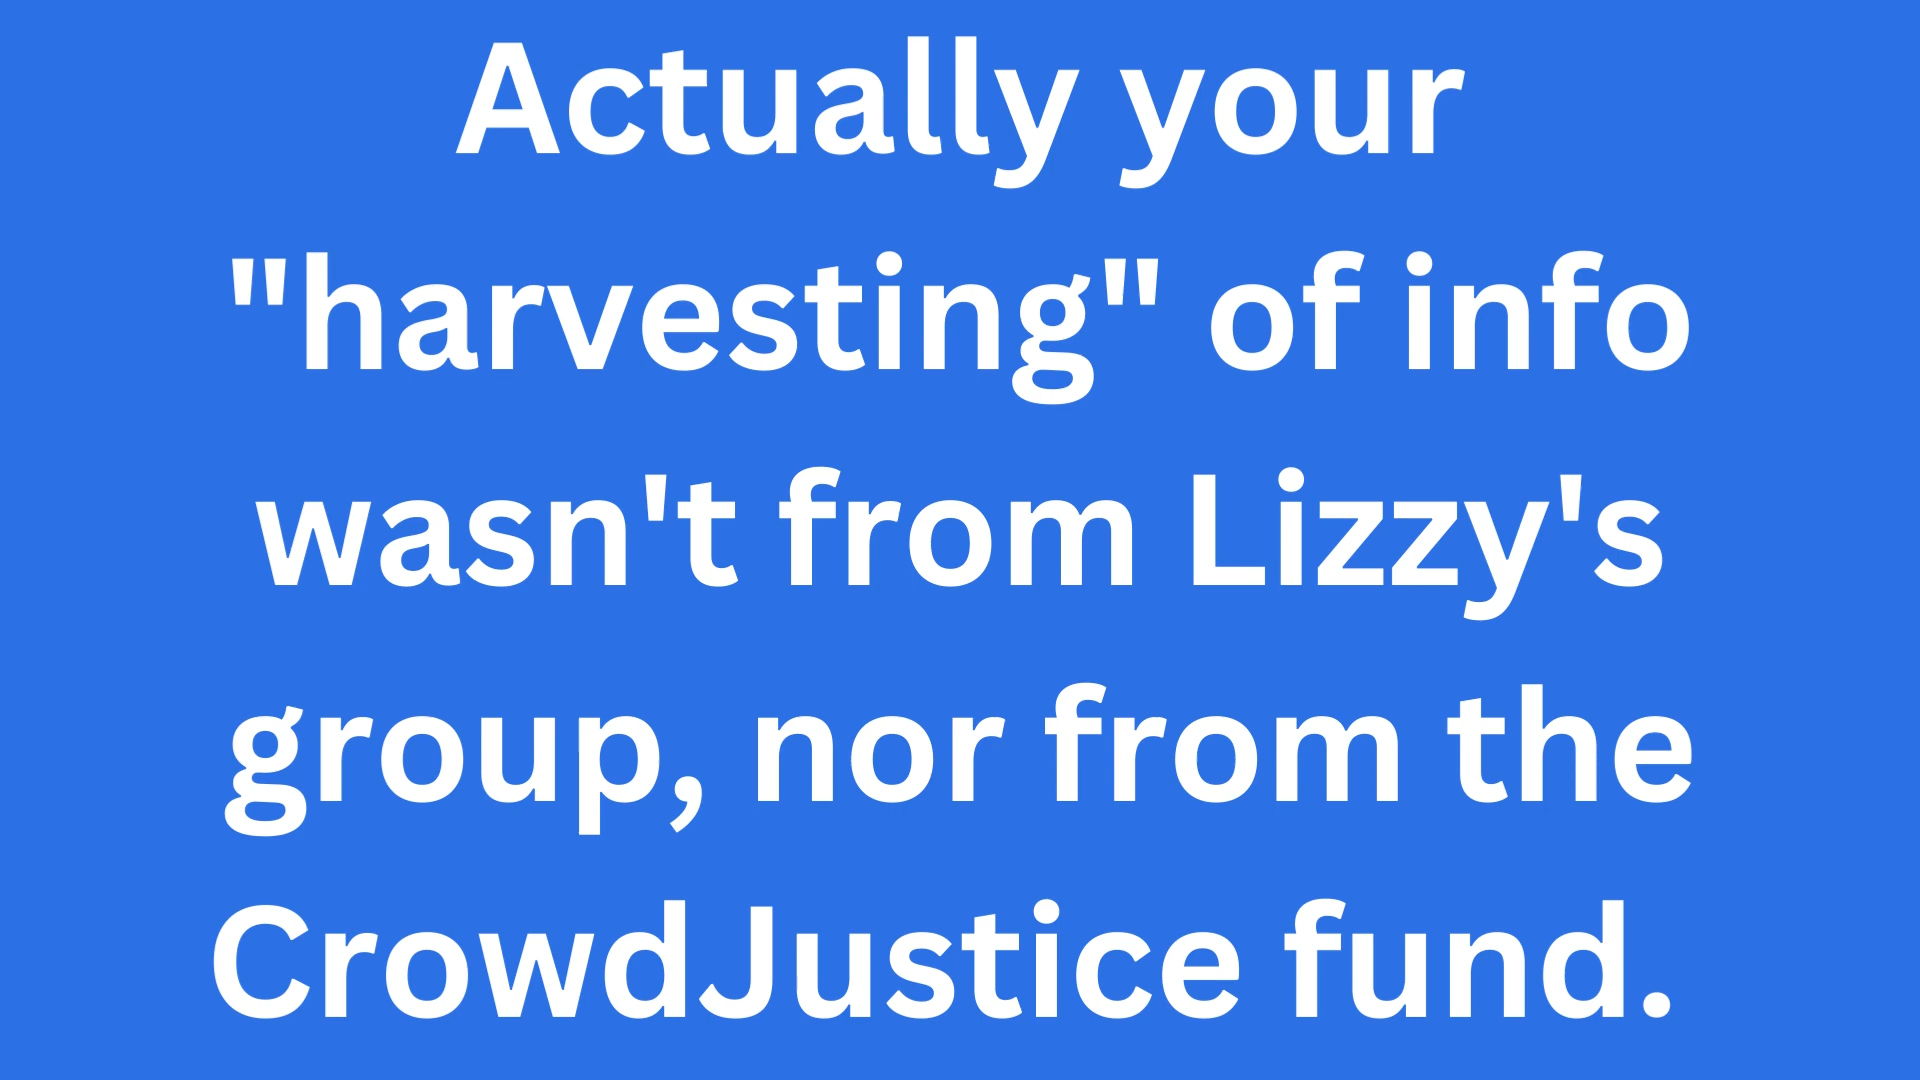 Actually your
"harvesting" of info
wasn't from Lizzy's
group, nor from the
CrowdJustice fund.